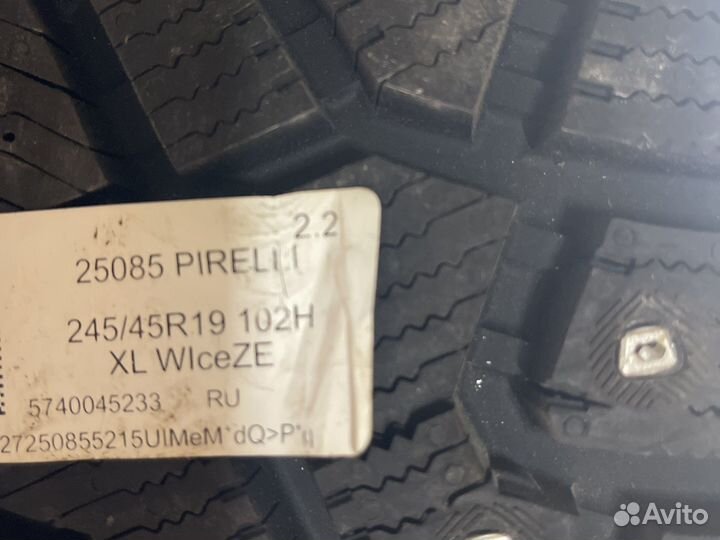 2.2
25085 PIRELLI
245/45R19 102H
XL WIceZE
5740045233 RU
27250855215UIMeM*dQ>P*q
Avito